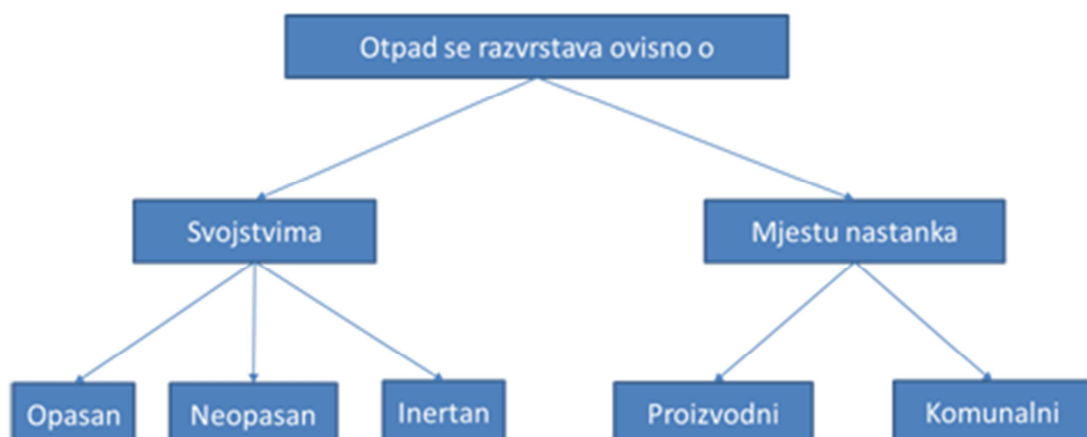 Otpad se razvrstava ovisno o
Svojstvima
Mjestu nastanka
Opasan
Neopasan
Inertan
Proizvodni
Komunalni